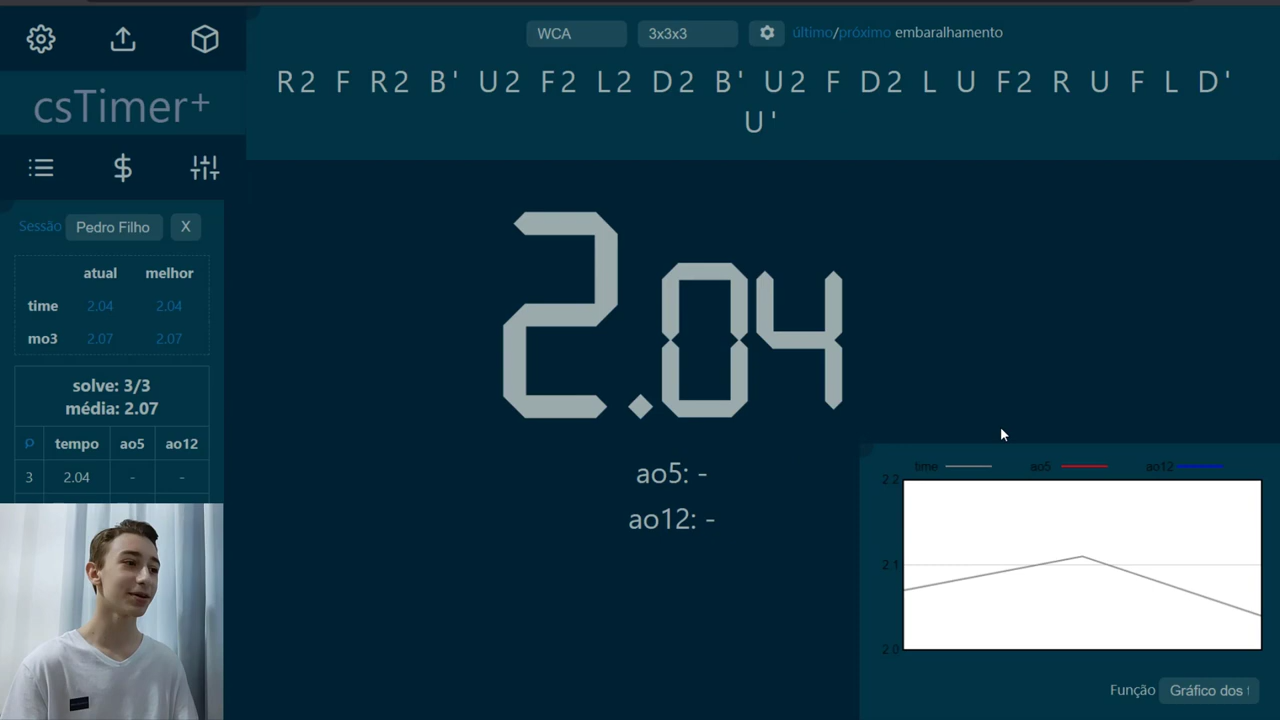 WCA
3x3x3
último/próximo embaralhamento
R2 F R2 B' U2 F2 L2 D2 B' U2 F D2 L U F2 R U F L D'
U'
csTimer+
Sessão Pedro Filho X
atual melhor
time 2.04 2.04
mo3 2.07 2.07
solve: 3/3
média: 2.07
tempo ao5 ao12
3 2.04 - -
2.04
ao5: -
ao12: -
time ao5 ao12
2.2
2.1
2.0
Função Gráfico dos